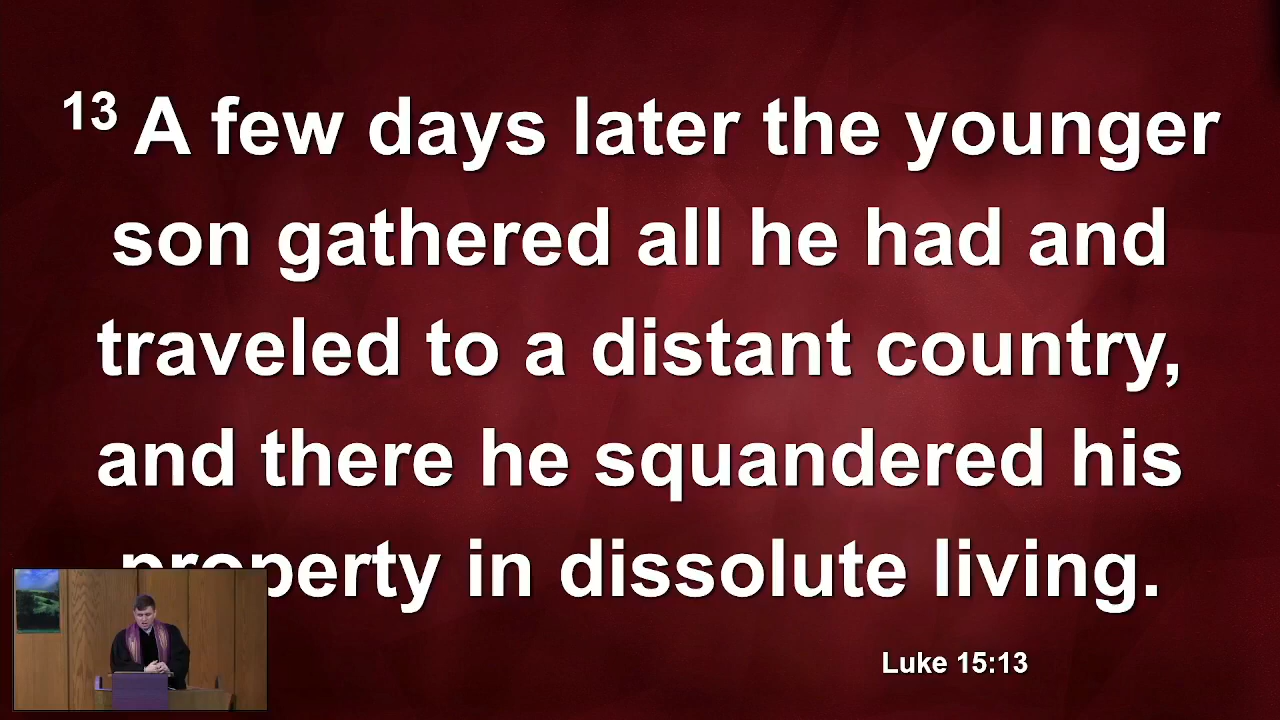 13 A few days later the younger
son gathered all he had and
traveled to a distant country,
and there he squandered his
property in dissolute living.
Luke 15:13